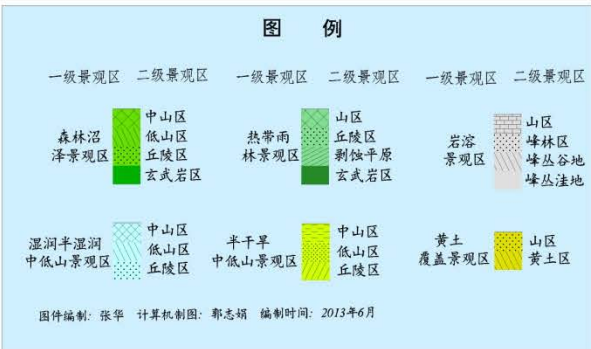 图 例
一级景观区 二级景观区 一级景观区 二级景观区 一级景观区 二级景观区
森林沼
泽景观区
中山区
低山区
丘陵区
玄武岩区
热带雨
林景观区
山区
丘陵区
剥蚀平原
玄武岩区
岩溶
景观区
山区
峰林区
峰丛谷地
峰丛洼地
湿润半湿润
中低山景观区
中山区
低山区
丘陵区
半干旱
中低山景观区
中山区
低山区
丘陵区
黄土
覆盖景观区
山区
黄土区
图件编制: 张华 计算机制图: 郭志娟 编制时间: 2013年6月